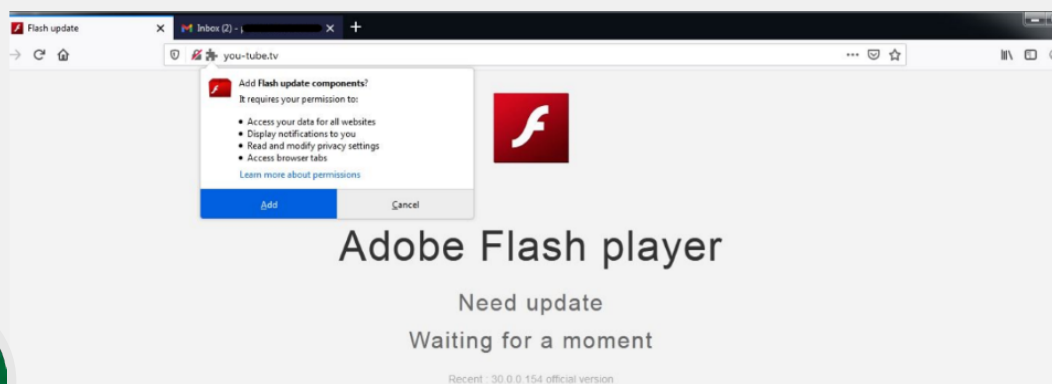 Flash update
Inbox (2) -
you-tube.tv
Add Flash update components?
It requires your permission to:
Access your data for all websites
Display notifications to you
Read and modify privacy settings
Access browser tabs
Learn more about permissions
Add
Cancel
Adobe Flash player
Need update
Waiting for a moment
Recent : 30.0.0.154 official version